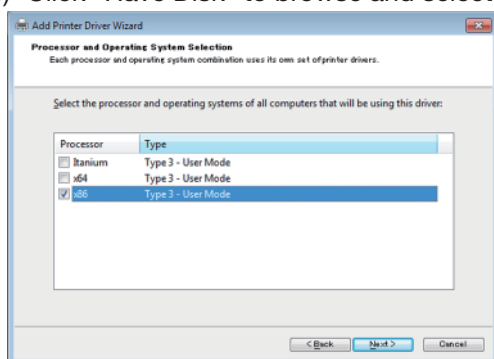 ) Click "Have Disk" to browse and select
Add Printer Driver Wizard
Processor and Operating System Selection
Each processor and operating system combination uses its own set of printer drivers.
Select the processor and operating systems of all computers that will be using this driver:
Processor Type
Itanium Type 3 - User Mode
x64 Type 3 - User Mode
x86 Type 3 - User Mode
< Back Next > Cancel